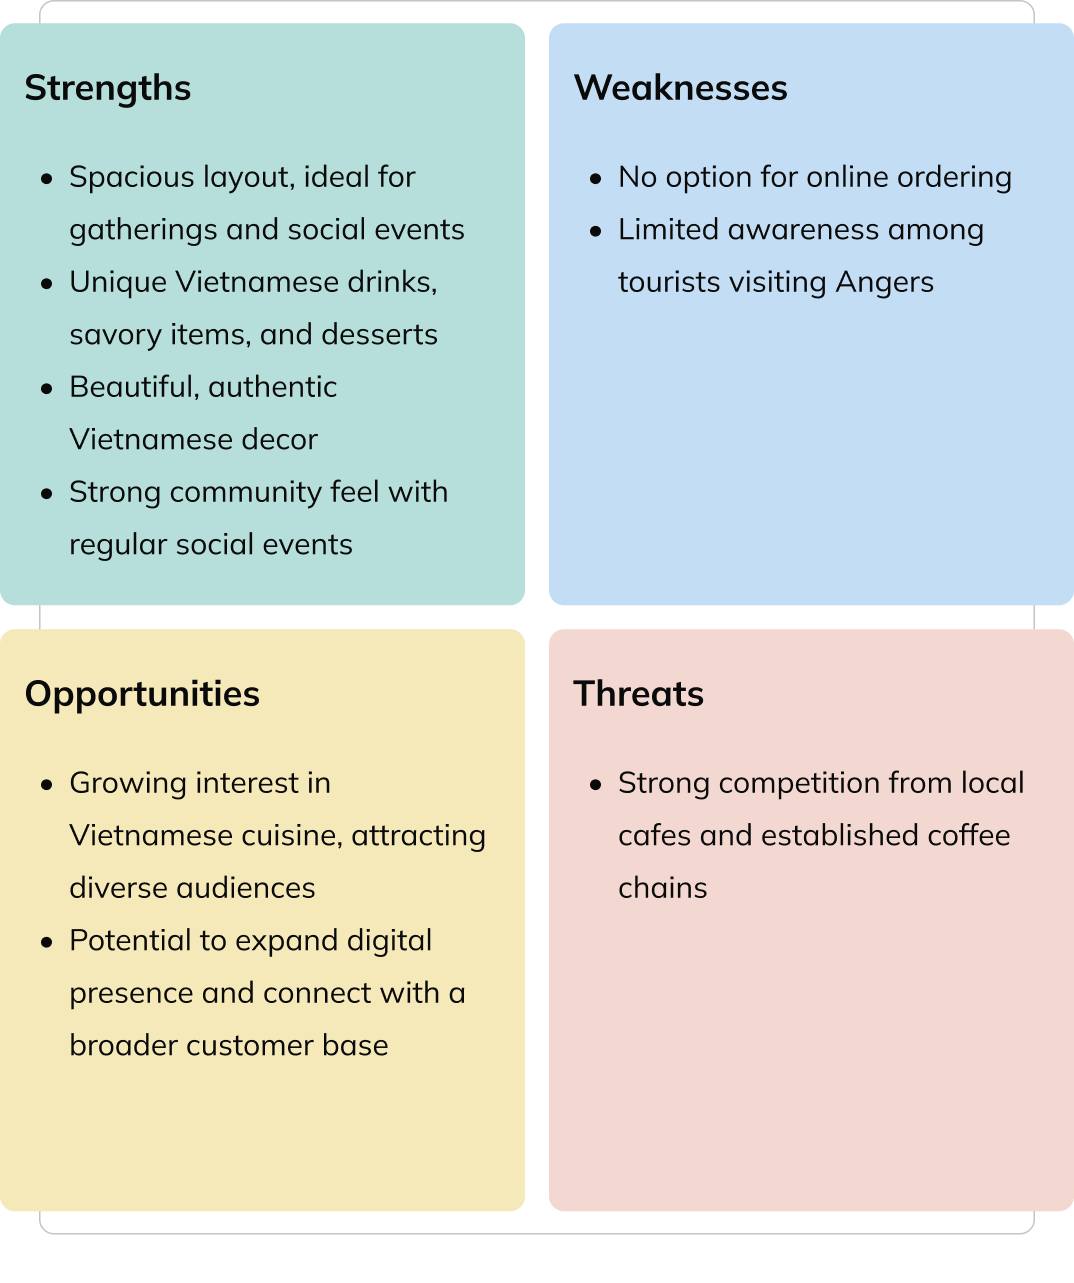 Strengths
• Spacious layout, ideal for
gatherings and social events
• Unique Vietnamese drinks,
savory items, and desserts
• Beautiful, authentic
Vietnamese decor
• Strong community feel with
regular social events
Weaknesses
• No option for online ordering
• Limited awareness among
tourists visiting Angers
Opportunities
• Growing interest in
Vietnamese cuisine, attracting
diverse audiences
• Potential to expand digital
presence and connect with a
broader customer base
Threats
• Strong competition from local
cafes and established coffee
chains